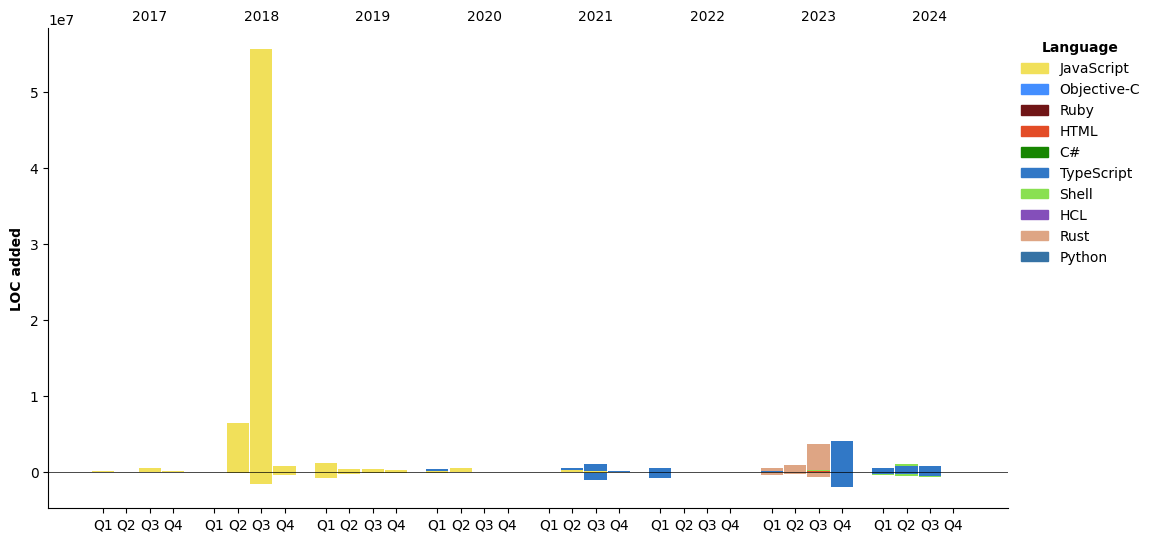 1e7
2017 2018 2019 2020 2021 2022 2023 2024
Language
JavaScript
Objective-C
Ruby
HTML
C#
TypeScript
Shell
HCL
Rust
Python
LOC added
5
4
3
2
1
0
Q1 Q2 Q3 Q4 Q1 Q2 Q3 Q4 Q1 Q2 Q3 Q4 Q1 Q2 Q3 Q4 Q1 Q2 Q3 Q4 Q1 Q2 Q3 Q4 Q1 Q2 Q3 Q4 Q1 Q2 Q3 Q4